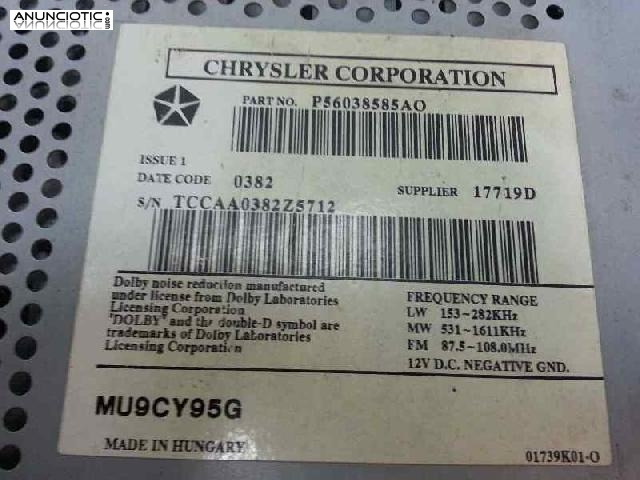 ANUNCIOTIC.es
CHRYSLER CORPORATION
PART NO. P56038585AO
ISSUE 1
DATE CODE 0382
SUPPLIER 17719D
S/N TCCAA0382Z5712
Dolby noise reduction manufactured
under license from Dolby Laboratories
Licensing Corporation
"DOLBY" and the double-D symbol are
trademarks of Dolby Laboratories
Licensing Corporation.
FREQUENCY RANGE
LW 153-282KHz
MW 531-1611KHz
FM 87.5-108.0MHz
12V D.C. NEGATIVE GND.
MU9CY95G
MADE IN HUNGARY
01739K01-O